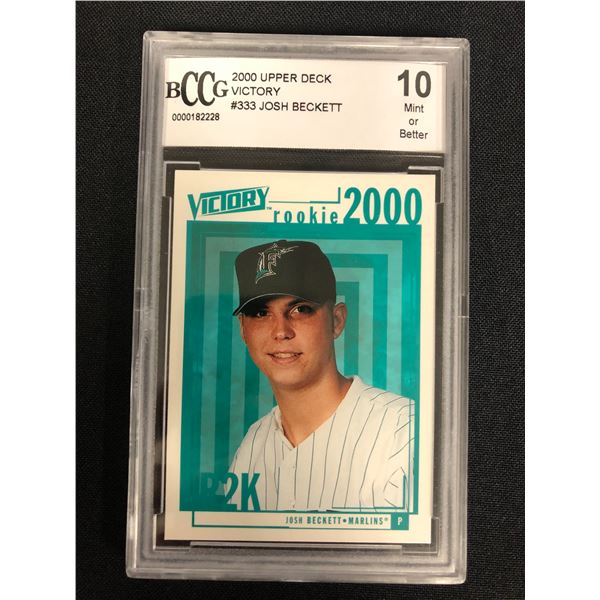 BCCG
0000182228
2000 UPPER DECK
VICTORY
#333 JOSH BECKETT
10
Mint
or
Better
VICTORY™
rookie 2000
F
R2K
JOSH BECKETT • MARLINS®
P